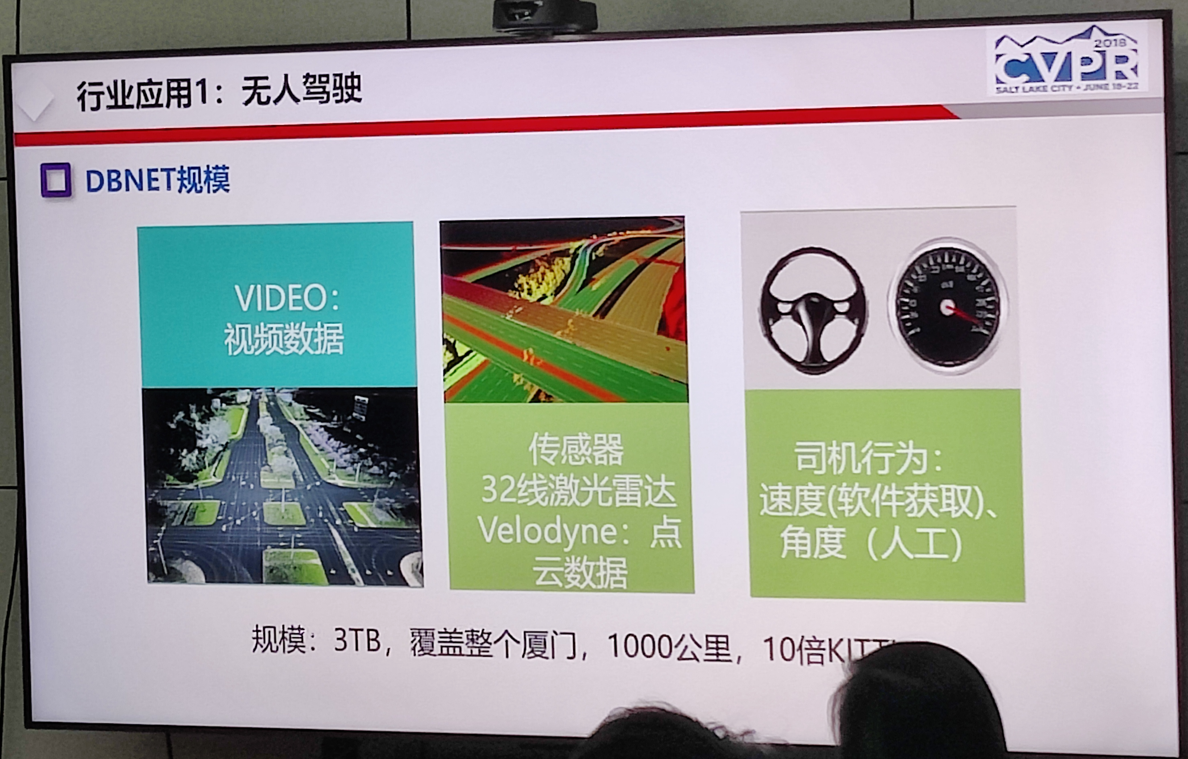 行业应用1：无人驾驶
2018
CVPR
SALT LAKE CITY • JUNE 18-22
DBNET规模
VIDEO：
视频数据
传感器
32线激光雷达
Velodyne：点
云数据
司机行为：
速度(软件获取)、
角度（人工）
规模：3TB，覆盖整个厦门，1000公里，10倍